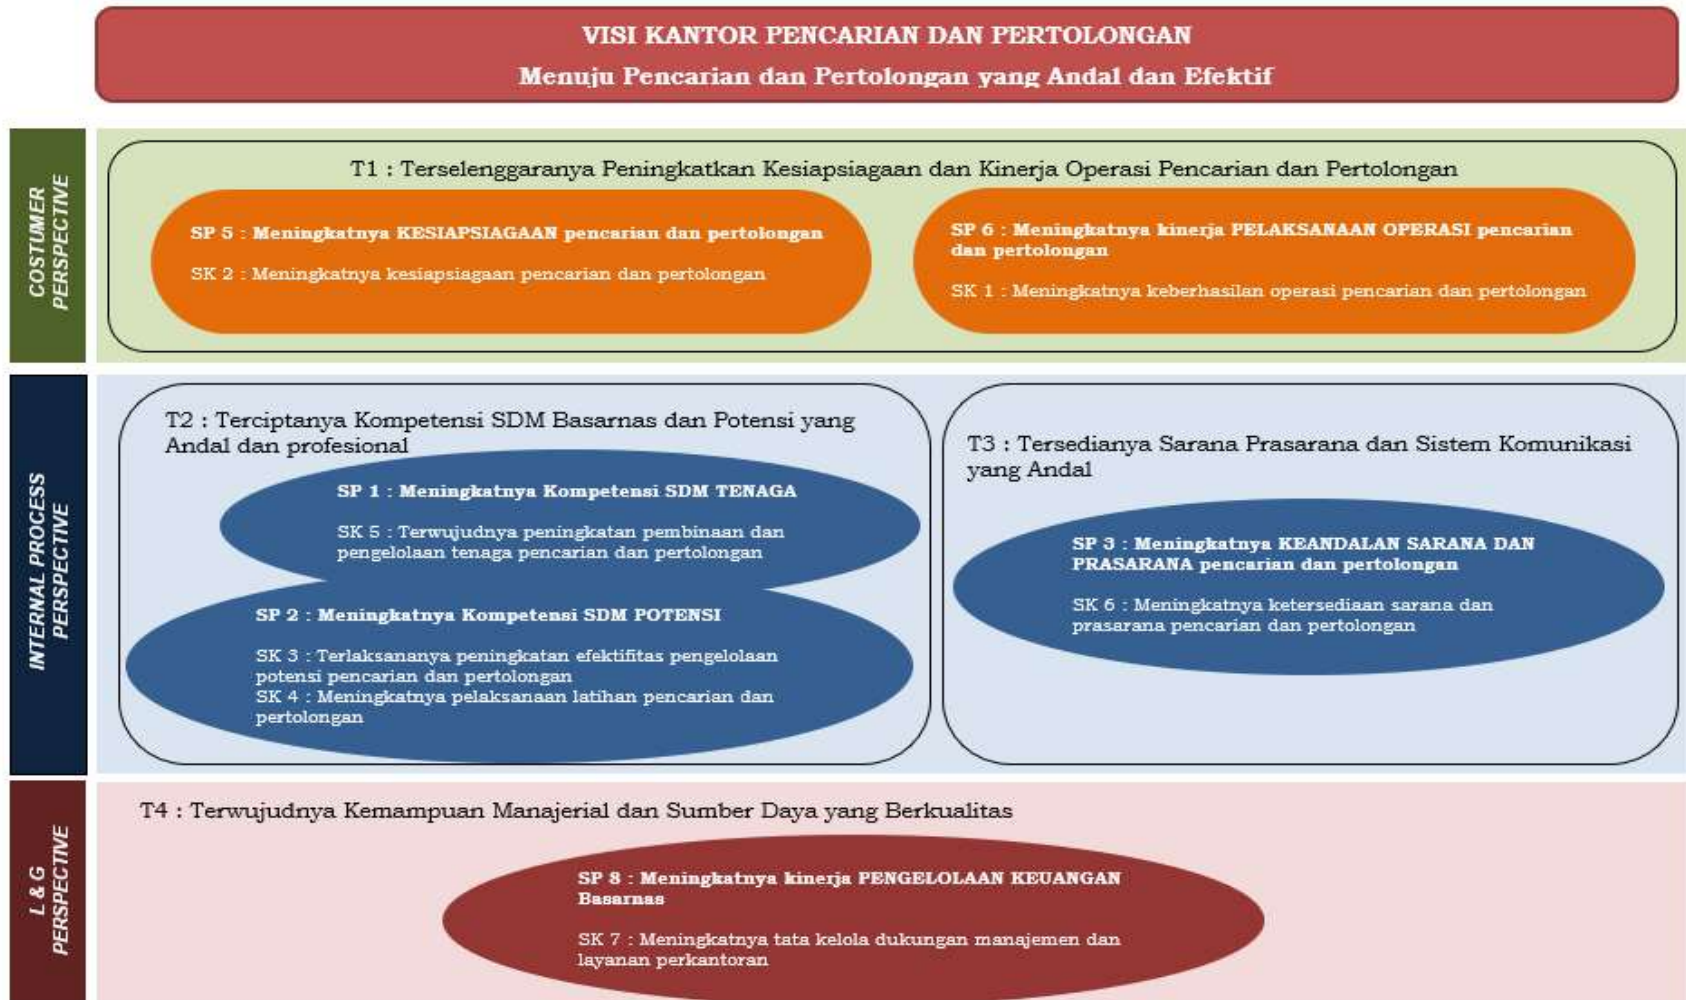 VISI KANTOR PENCARIAN DAN PERTOLONGAN
Menuju Pencarian dan Pertolongan yang Andal dan Efektif
COSTUMER
PERSPECTIVE
T1 : Terselenggaranya Peningkatkan Kesiapsiagaan dan Kinerja Operasi Pencarian dan Pertolongan
SP 5 : Meningkatnya KESIAPSIAGAAN pencarian dan pertolongan
SK 2 : Meningkatnya kesiapsiagaan pencarian dan pertolongan
SP 6 : Meningkatnya kinerja PELAKSANAAN OPERASI pencarian
dan pertolongan
SK 1 : Meningkatnya keberhasilan operasi pencarian dan pertolongan
INTERNAL PROCESS
PERSPECTIVE
T2 : Terciptanya Kompetensi SDM Basarnas dan Potensi yang
Andal dan profesional
SP 1 : Meningkatnya Kompetensi SDM TENAGA
SK 5 : Terwujudnya peningkatan pembinaan dan
pengelolaan tenaga pencarian dan pertolongan
SP 2 : Meningkatnya Kompetensi SDM POTENSI
SK 3 : Terlaksananya peningkatan efektifitas pengelolaan
potensi pencarian dan pertolongan
SK 4 : Meningkatnya pelaksanaan latihan pencarian dan
pertolongan
T3 : Tersedianya Sarana Prasarana dan Sistem Komunikasi
yang Andal
SP 3 : Meningkatnya KEANDALAN SARANA DAN
PRASARANA pencarian dan pertolongan
SK 6 : Meningkatnya ketersediaan sarana dan
prasarana pencarian dan pertolongan
L & G
PERSPECTIVE
T4 : Terwujudnya Kemampuan Manajerial dan Sumber Daya yang Berkualitas
SP 8 : Meningkatnya kinerja PENGELOLAAN KEUANGAN
Basarnas
SK 7 : Meningkatnya tata kelola dukungan manajemen dan
layanan perkantoran